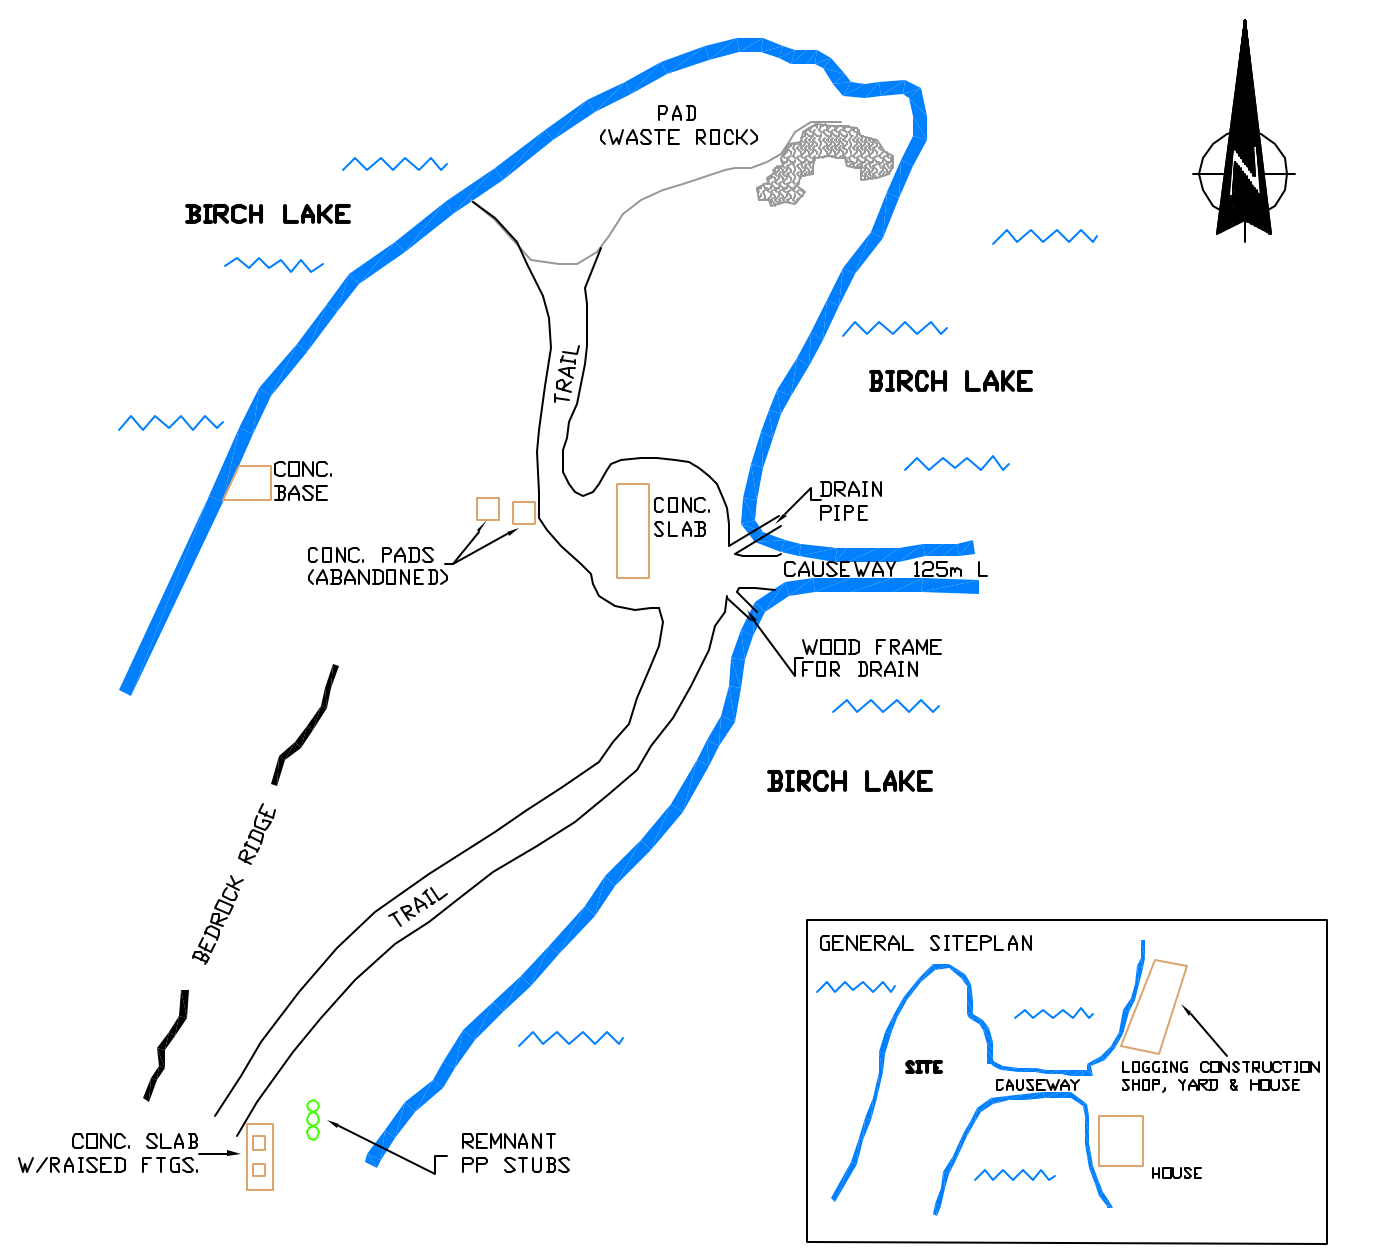 PAD
(WASTE ROCK)
N
BIRCH LAKE
TRAIL
BIRCH LAKE
CONC.
BASE
CONC.
SLAB
DRAIN
PIPE
CONC. PADS
(ABANDONED)
CAUSEWAY 125m L
WOOD FRAME
FOR DRAIN
BIRCH LAKE
BEDROCK RIDGE
TRAIL
CONC. SLAB
W/RAISED FTGS.
REMNANT
PP STUBS
GENERAL SITEPLAN
SITE
CAUSEWAY
LOGGING CONSTRUCTION
SHOP, YARD & HOUSE
HOUSE